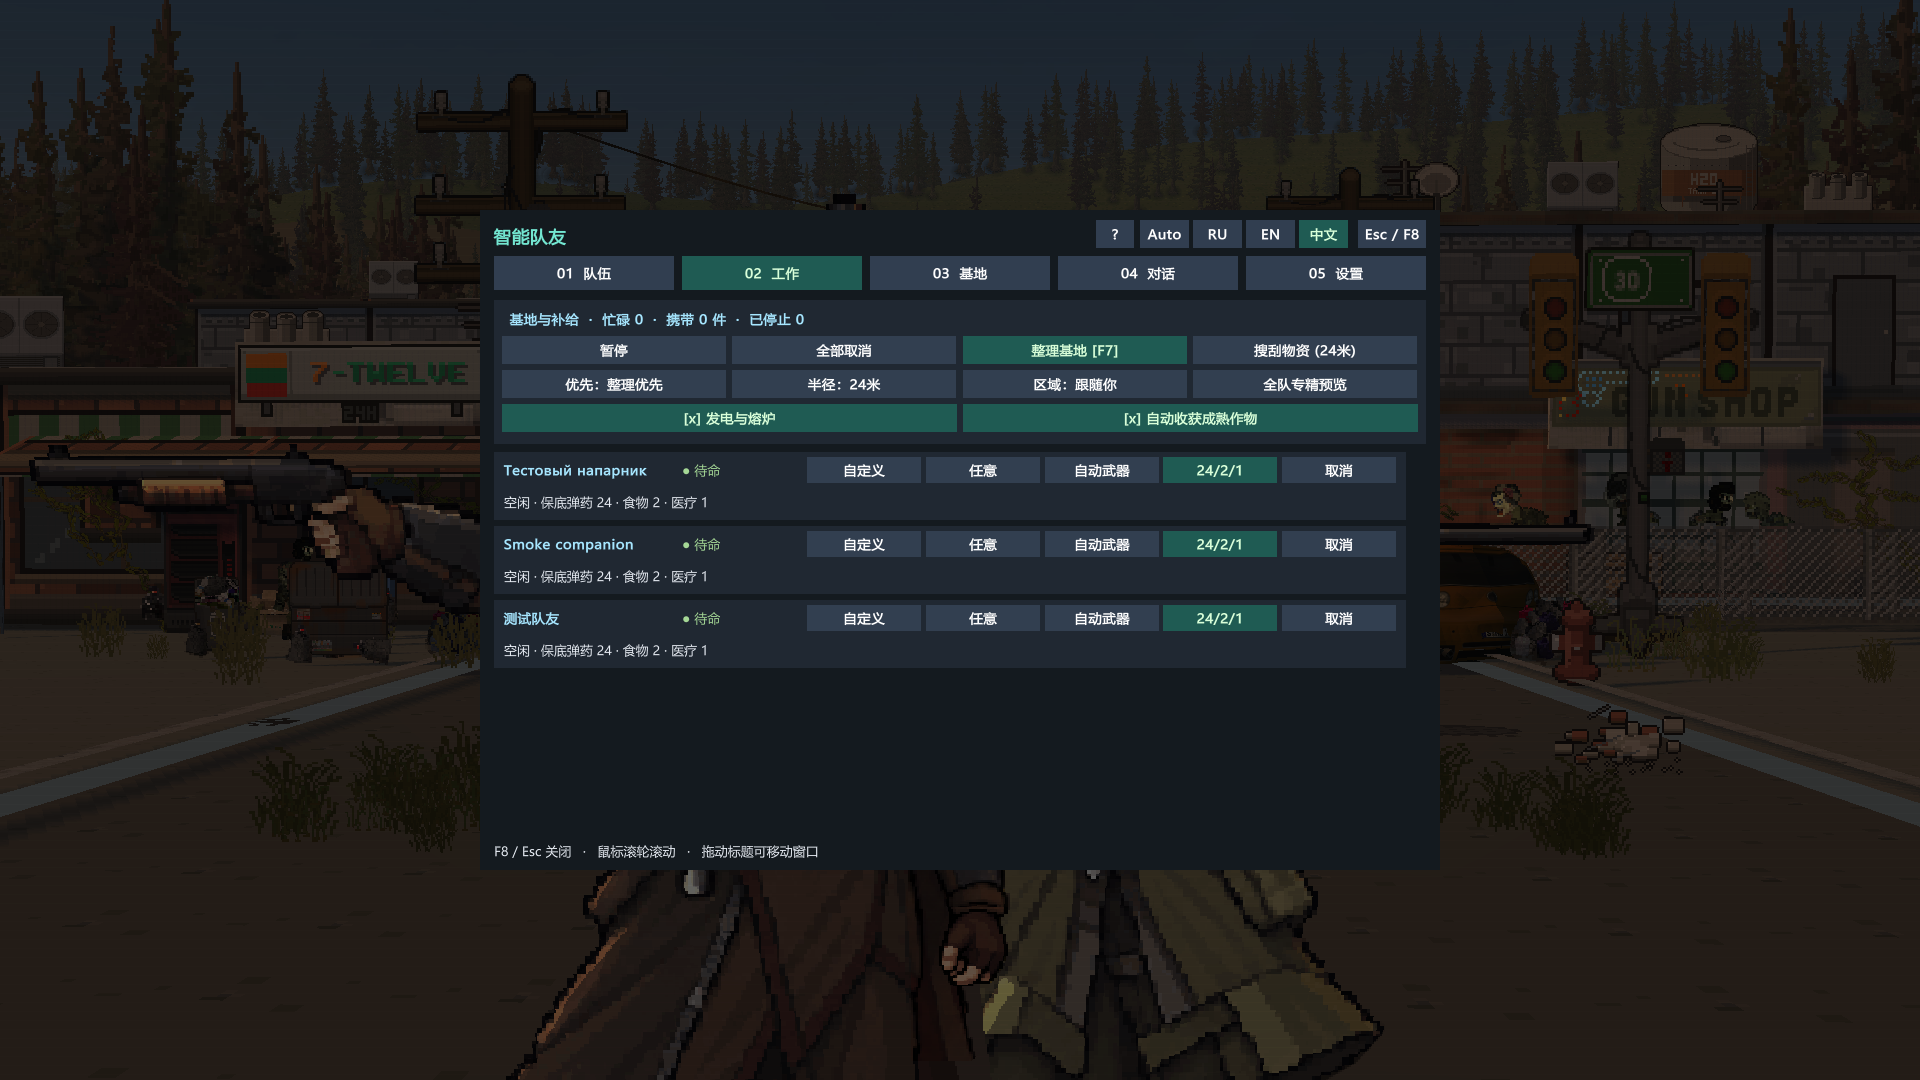 智能队友
? Auto RU EN 中文 Esc / F8
01 队伍 02 工作 03 基地 04 对话 05 设置
基地与补给 · 忙碌 0 · 携带 0 件 · 已停止 0
暂停 全部取消 整理基地 [F7] 搜刮物资 (24米)
优先：整理优先 半径：24米 区域：跟随你 全队专精预览
[x] 发电与熔炉 [x] 自动收获成熟作物
Тестовый напарник ● 待命 自定义 任意 自动武器 24/2/1 取消
空闲 · 保底弹药 24 · 食物 2 · 医疗 1
Smoke companion ● 待命 自定义 任意 自动武器 24/2/1 取消
空闲 · 保底弹药 24 · 食物 2 · 医疗 1
测试队友 ● 待命 自定义 任意 自动武器 24/2/1 取消
空闲 · 保底弹药 24 · 食物 2 · 医疗 1
F8 / Esc 关闭 · 鼠标滚轮滚动 · 拖动标题可移动窗口
7-TWELVE
24H
H2O
30
GUN SHOP